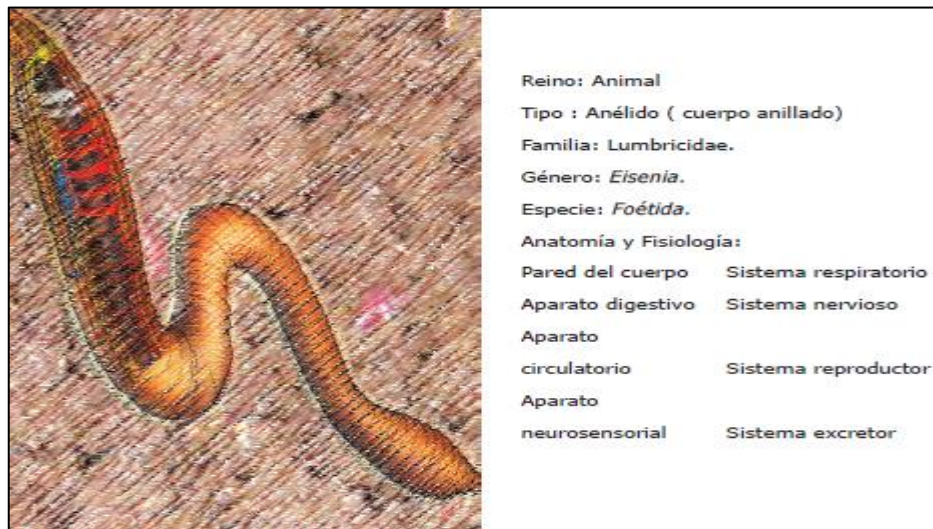 Reino: Animal
Tipo : Anélido ( cuerpo anillado)
Familia: Lumbricidae.
Género: Eisenia.
Especie: Foétida.
Anatomía y Fisiología:
Pared del cuerpo Sistema respiratorio
Aparato digestivo Sistema nervioso
Aparato
circulatorio Sistema reproductor
Aparato
neurosensorial Sistema excretor